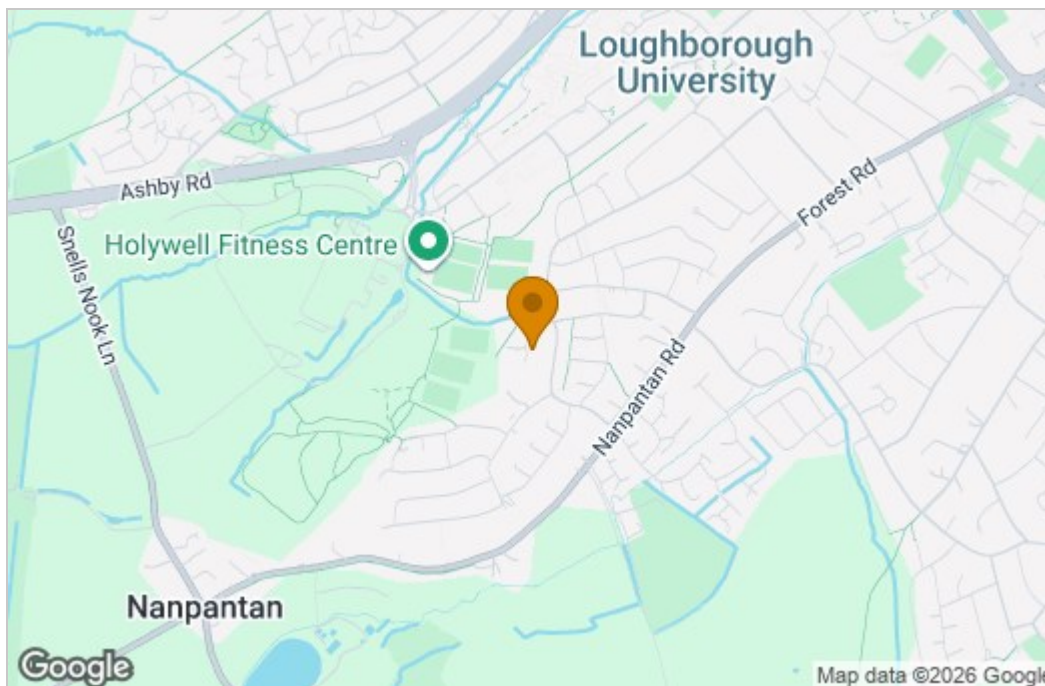 Loughborough
University
Ashby Rd
Forest Rd
Holywell Fitness Centre
Snells Nook Ln
Nanpantan Rd
Nanpantan
Google
Map data ©2026 Google